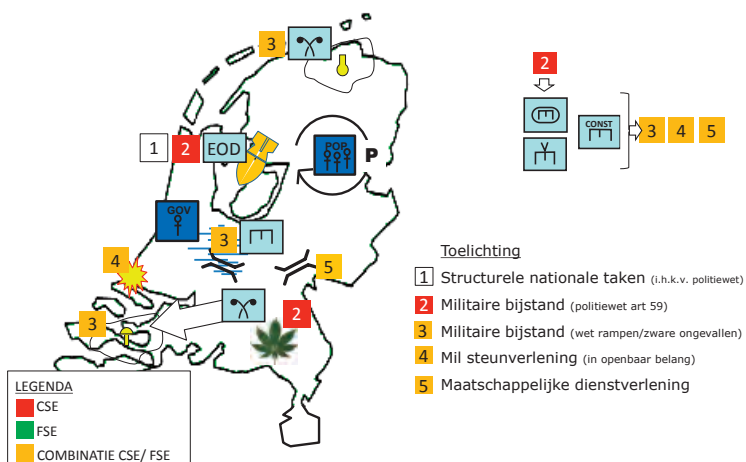 3
2
1 2 EOD
POP
P
CONST
3 4 5
GOV
3
4
5
2
3
Toelichting
1 Structurele nationale taken (i.h.k.v. politiewet)
2 Militaire bijstand (politiewet art 59)
3 Militaire bijstand (wet rampen/zware ongevallen)
4 Mil steunverlening (in openbaar belang)
5 Maatschappelijke dienstverlening
LEGENDA
CSE
FSE
COMBINATIE CSE/ FSE